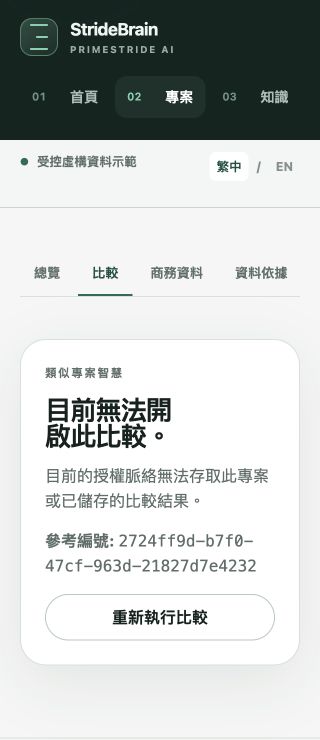 StrideBrain
PRIMESTRIDE AI
01 首頁 02 專案 03 知識
受控虛構資料示範 繁中 / EN
總覽 比較 商務資料 資料依據
類似專案智慧
目前無法開
啟此比較。
目前的授權脈絡無法存取此專案
或已儲存的比較結果。
參考編號: 2724ff9d-b7f0-
47cf-963d-21827d7e4232
重新執行比較